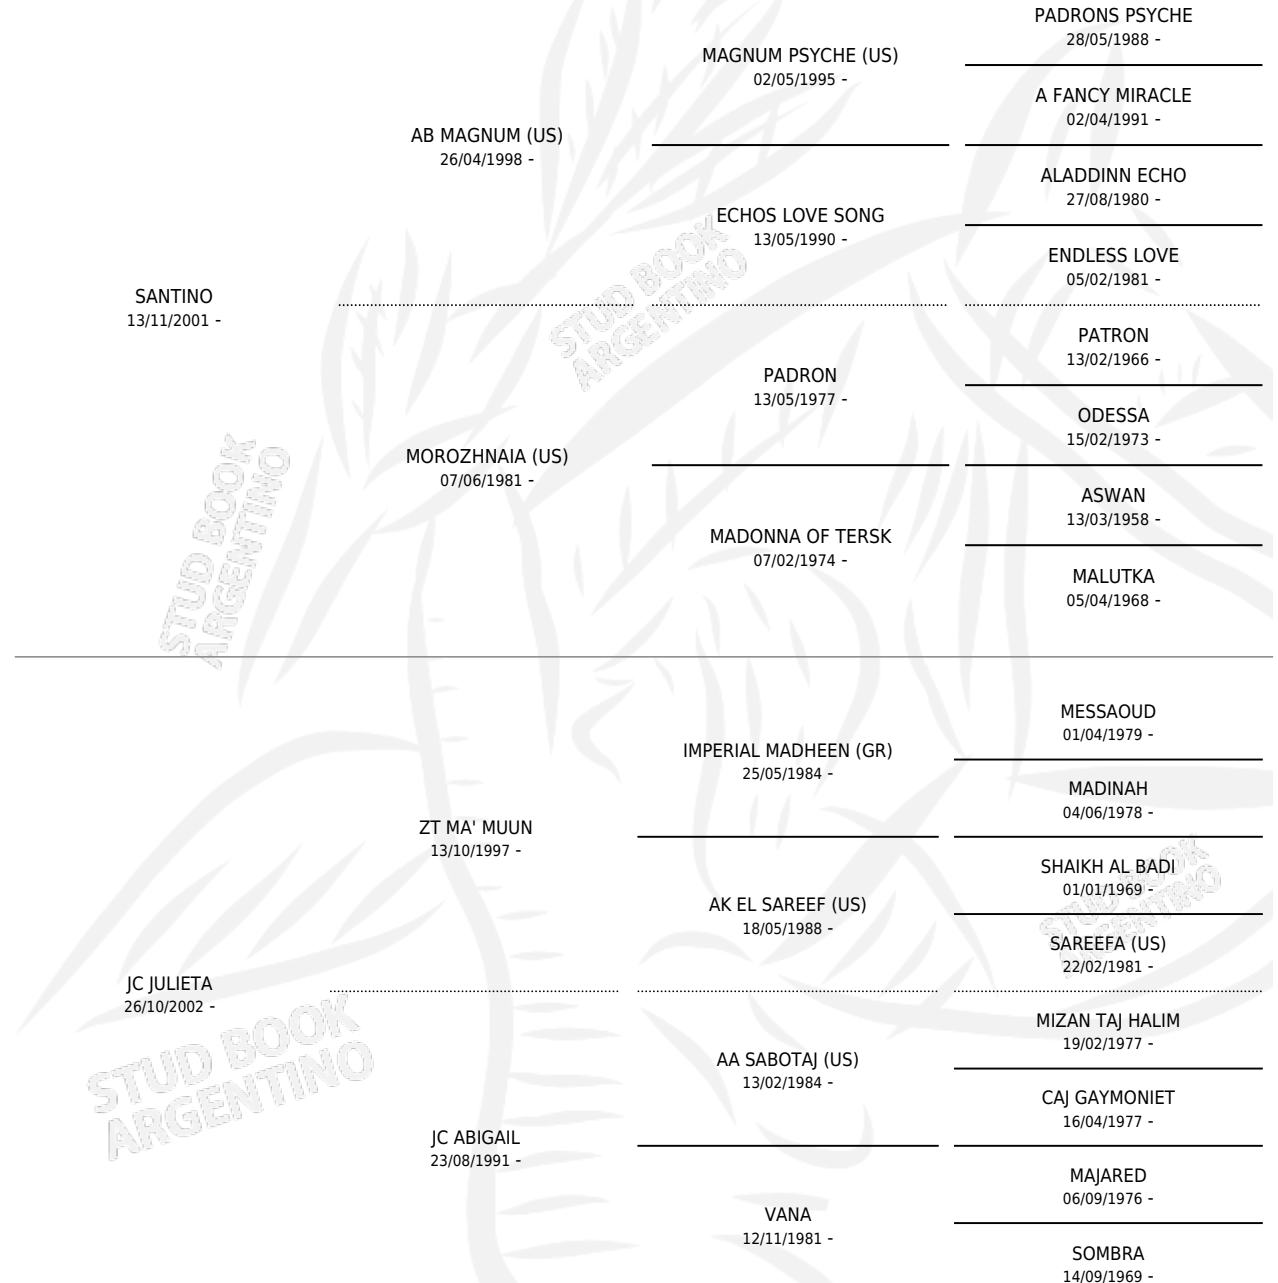 PADRONS PSYCHE
28/05/1988 -
MAGNUM PSYCHE (US)
02/05/1995 -
A FANCY MIRACLE
02/04/1991 -
AB MAGNUM (US)
26/04/1998 -
ALADDINN ECHO
27/08/1980 -
ECHOS LOVE SONG
13/05/1990 -
ENDLESS LOVE
05/02/1981 -
SANTINO
13/11/2001 -
PATRON
13/02/1966 -
PADRON
13/05/1977 -
ODESSA
15/02/1973 -
MOROZHNAIA (US)
07/06/1981 -
ASWAN
13/03/1958 -
MADONNA OF TERSK
07/02/1974 -
MALUTKA
05/04/1968 -
STUD BOOK
ARGENTINO
STUD BOOK
ARGENTINO
MESSAOUD
01/04/1979 -
IMPERIAL MADHEEN (GR)
25/05/1984 -
MADINAH
04/06/1978 -
ZT MA' MUUN
13/10/1997 -
SHAIKH AL BADI
01/01/1969 -
AK EL SAREEF (US)
18/05/1988 -
SAREEFA (US)
22/02/1981 -
JC JULIETA
26/10/2002 -
MIZAN TAJ HALIM
19/02/1977 -
AA SABOTAJ (US)
13/02/1984 -
CAJ GAYMONIET
16/04/1977 -
JC ABIGAIL
23/08/1991 -
MAJARED
06/09/1976 -
VANA
12/11/1981 -
SOMBRA
14/09/1969 -
STUD BOOK
ARGENTINO
STUD BOOK
ARGENTINO